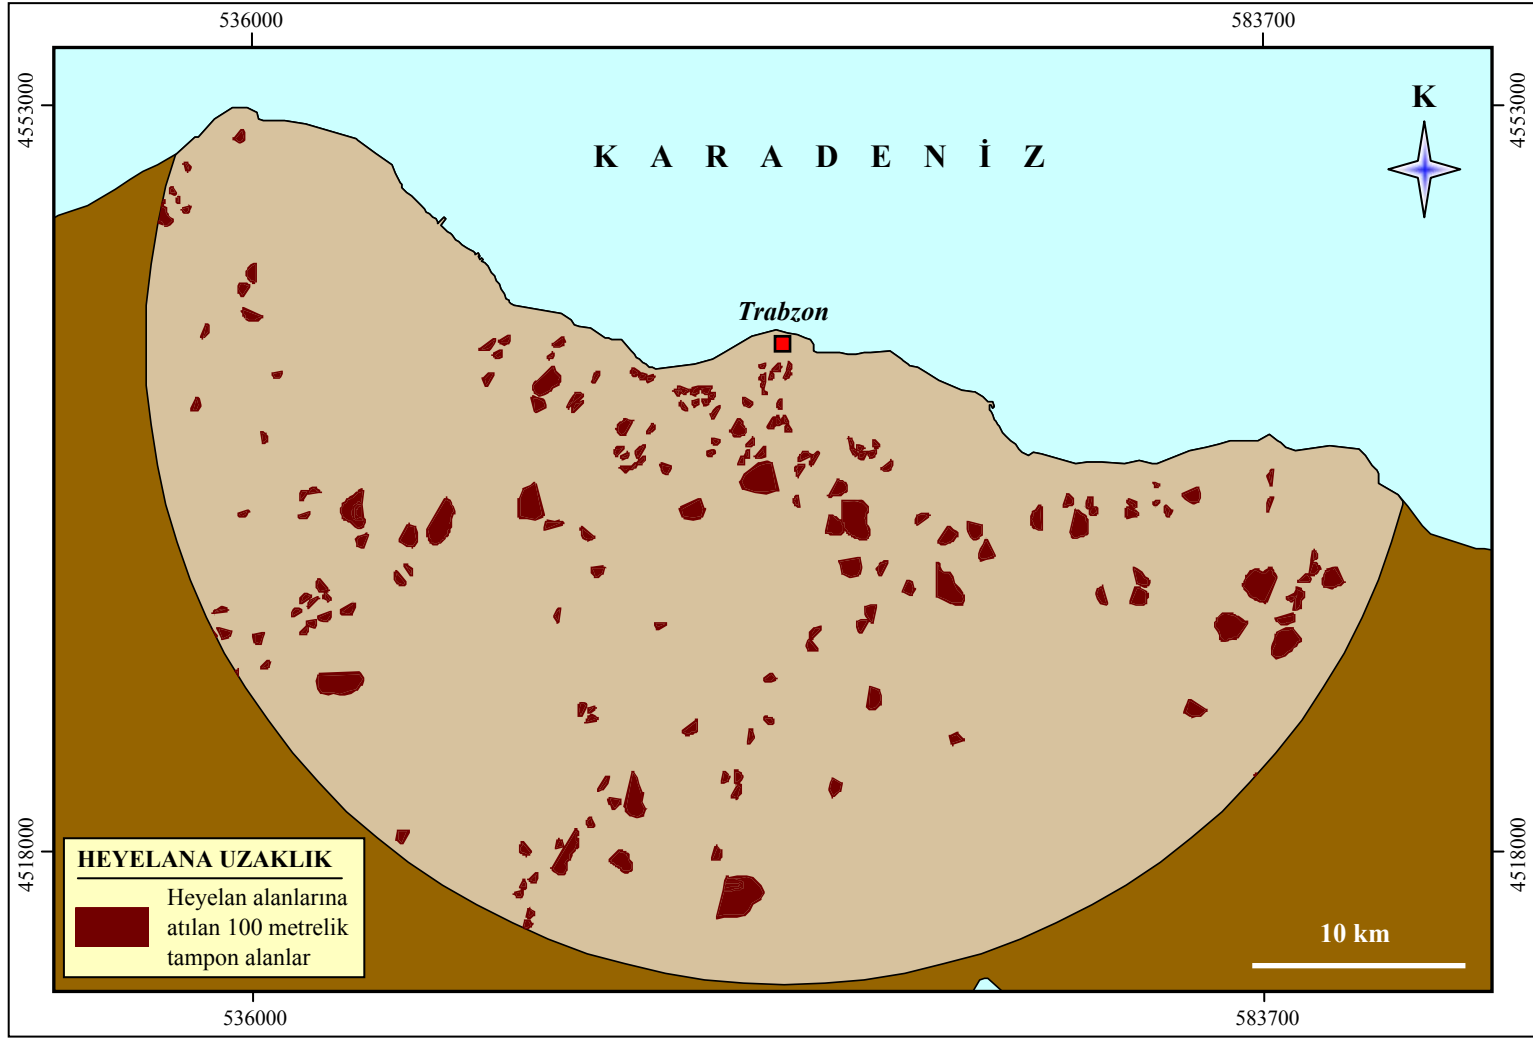 536000
583700
4553000
4553000
K
K A R A D E N İ Z
Trabzon
4518000
4518000
HEYELANA UZAKLIK
Heyelan alanlarına
atılan 100 metrelik
tampon alanlar
10 km
536000
583700